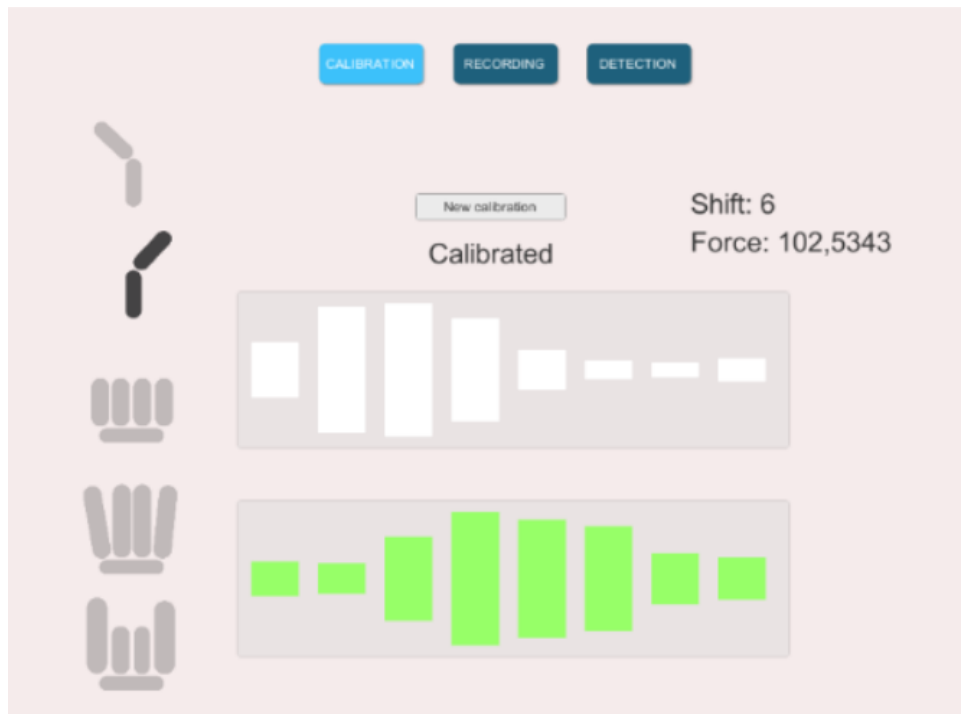 CALIBRATION RECORDING DETECTION
New calibration
Shift: 6
Calibrated
Force: 102,5343